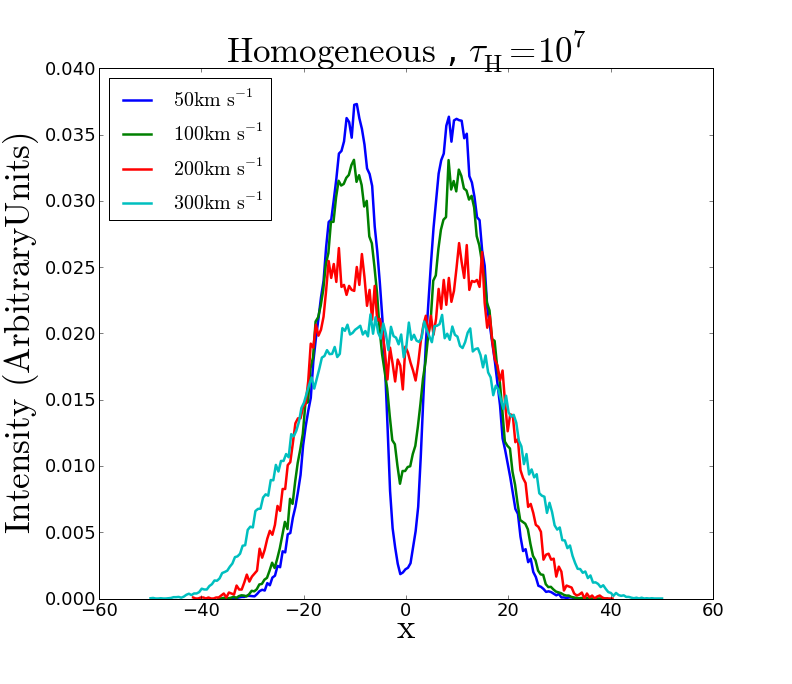 Homogeneous , τ_H=10^7
50km s^−1
100km s^−1
200km s^−1
300km s^−1
Intensity (ArbitraryUnits)
0.040
0.035
0.030
0.025
0.020
0.015
0.010
0.005
0.000
−60 −40 −20 0 20 40 60
x